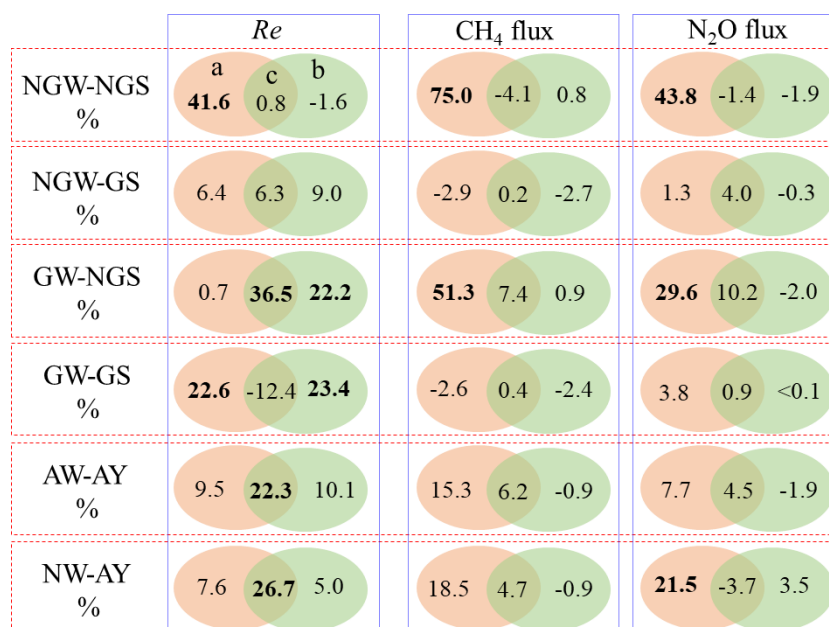 Re CH₄ flux N₂O flux
a c b
NGW-NGS 41.6 0.8 -1.6 75.0 -4.1 0.8 43.8 -1.4 -1.9
%
NGW-GS 6.4 6.3 9.0 -2.9 0.2 -2.7 1.3 4.0 -0.3
%
GW-NGS 0.7 36.5 22.2 51.3 7.4 0.9 29.6 10.2 -2.0
%
GW-GS 22.6 -12.4 23.4 -2.6 0.4 -2.4 3.8 0.9 <0.1
%
AW-AY 9.5 22.3 10.1 15.3 6.2 -0.9 7.7 4.5 -1.9
%
NW-AY 7.6 26.7 5.0 18.5 4.7 -0.9 21.5 -3.7 3.5
%